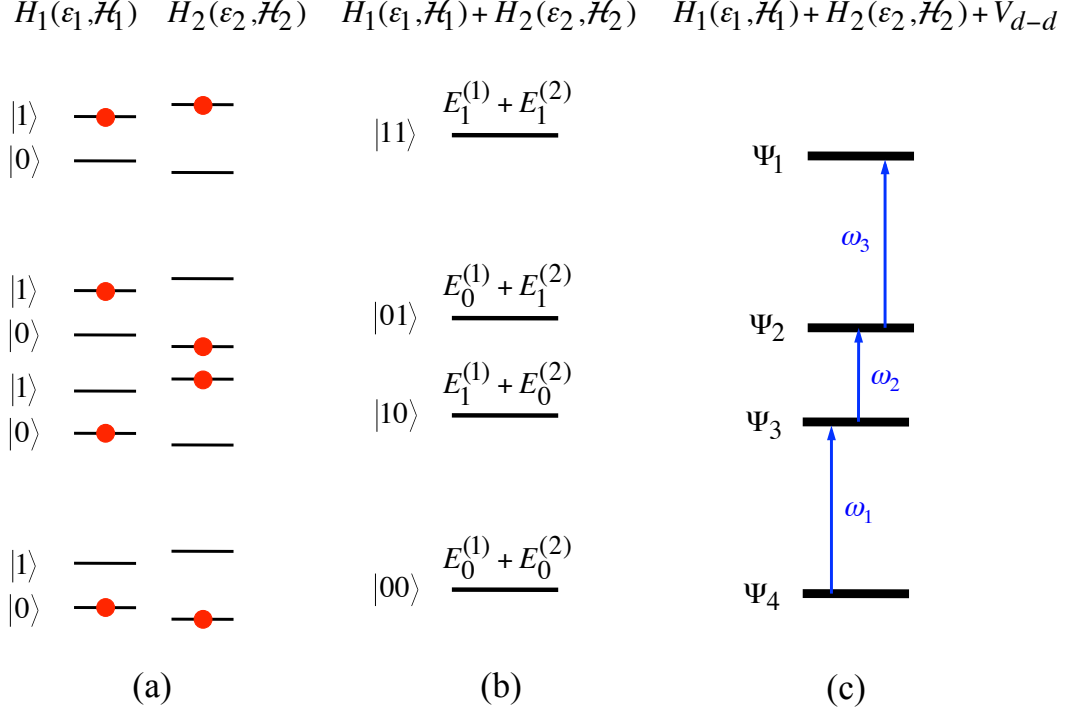 H₁(ε₁,ℋ₁) H₂(ε₂,ℋ₂) H₁(ε₁,ℋ₁)+H₂(ε₂,ℋ₂) H₁(ε₁,ℋ₁)+H₂(ε₂,ℋ₂)+V_{d−d}
|1⟩
|0⟩
|1⟩
|0⟩
|1⟩
|0⟩
|1⟩
|0⟩
(a)
E₁⁽¹⁾+E₁⁽²⁾
|11⟩
E₀⁽¹⁾+E₁⁽²⁾
|01⟩
E₁⁽¹⁾+E₀⁽²⁾
|10⟩
E₀⁽¹⁾+E₀⁽²⁾
|00⟩
(b)
Ψ₁
ω₃
Ψ₂
ω₂
Ψ₃
ω₁
Ψ₄
(c)